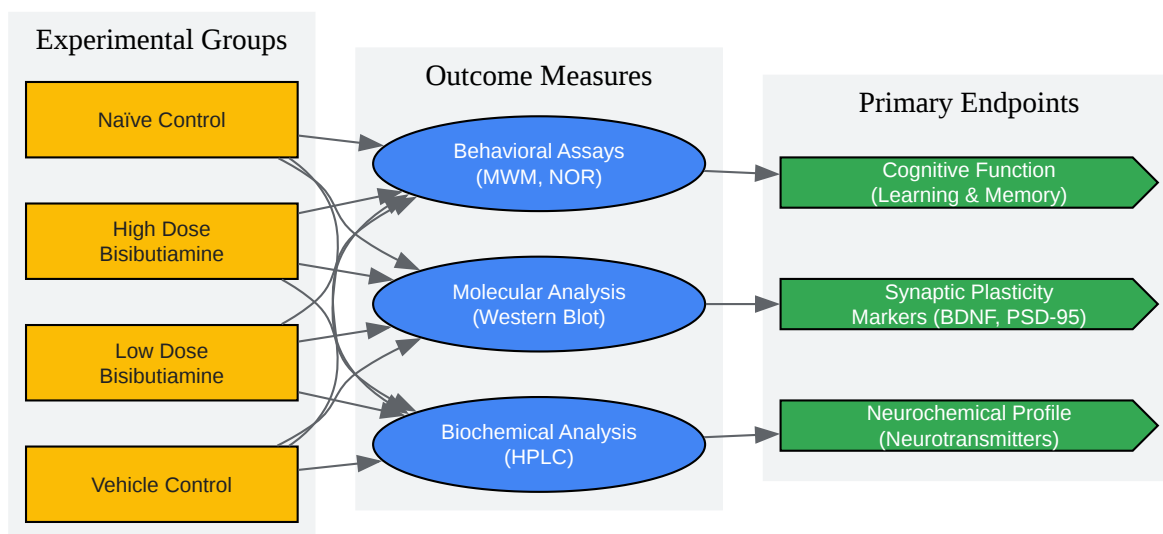 Experimental Groups
Naïve Control
High Dose
Bisibutiamine
Low Dose
Bisibutiamine
Vehicle Control
Outcome Measures
Behavioral Assays
(MWM, NOR)
Molecular Analysis
(Western Blot)
Biochemical Analysis
(HPLC)
Primary Endpoints
Cognitive Function
(Learning & Memory)
Synaptic Plasticity
Markers (BDNF, PSD-95)
Neurochemical Profile
(Neurotransmitters)